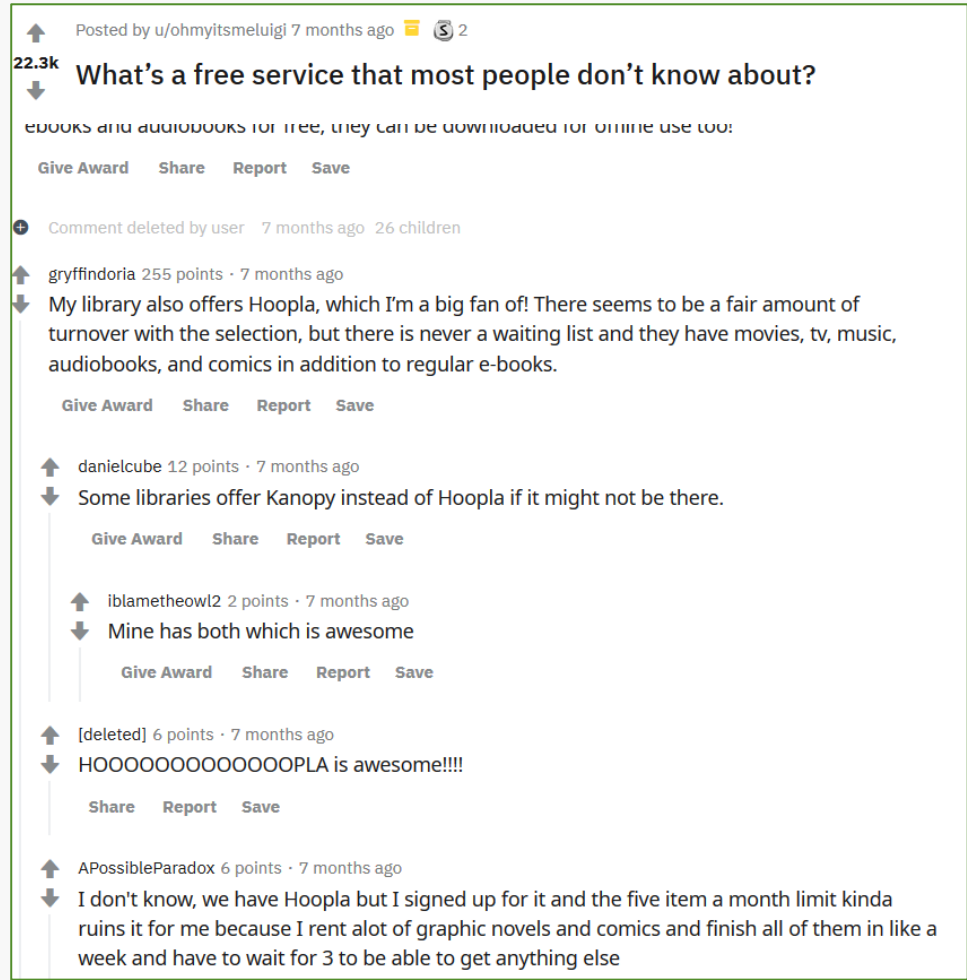 Posted by u/ohmyitsmeluigi 7 months ago S 2
22.3k
What's a free service that most people don't know about?
ebooks and audiobooks for free, they can be downloaded for offline use too!
Give Award Share Report Save
Comment deleted by user 7 months ago 26 children
gryffindoria 255 points · 7 months ago
My library also offers Hoopla, which I'm a big fan of! There seems to be a fair amount of
turnover with the selection, but there is never a waiting list and they have movies, tv, music,
audiobooks, and comics in addition to regular e-books.
Give Award Share Report Save
danielcube 12 points · 7 months ago
Some libraries offer Kanopy instead of Hoopla if it might not be there.
Give Award Share Report Save
iblametheowl2 2 points · 7 months ago
Mine has both which is awesome
Give Award Share Report Save
[deleted] 6 points · 7 months ago
HOOOOOOOOOOOOOPLA is awesome!!!!
Share Report Save
APossibleParadox 6 points · 7 months ago
I don't know, we have Hoopla but I signed up for it and the five item a month limit kinda
ruins it for me because I rent alot of graphic novels and comics and finish all of them in like a
week and have to wait for 3 to be able to get anything else